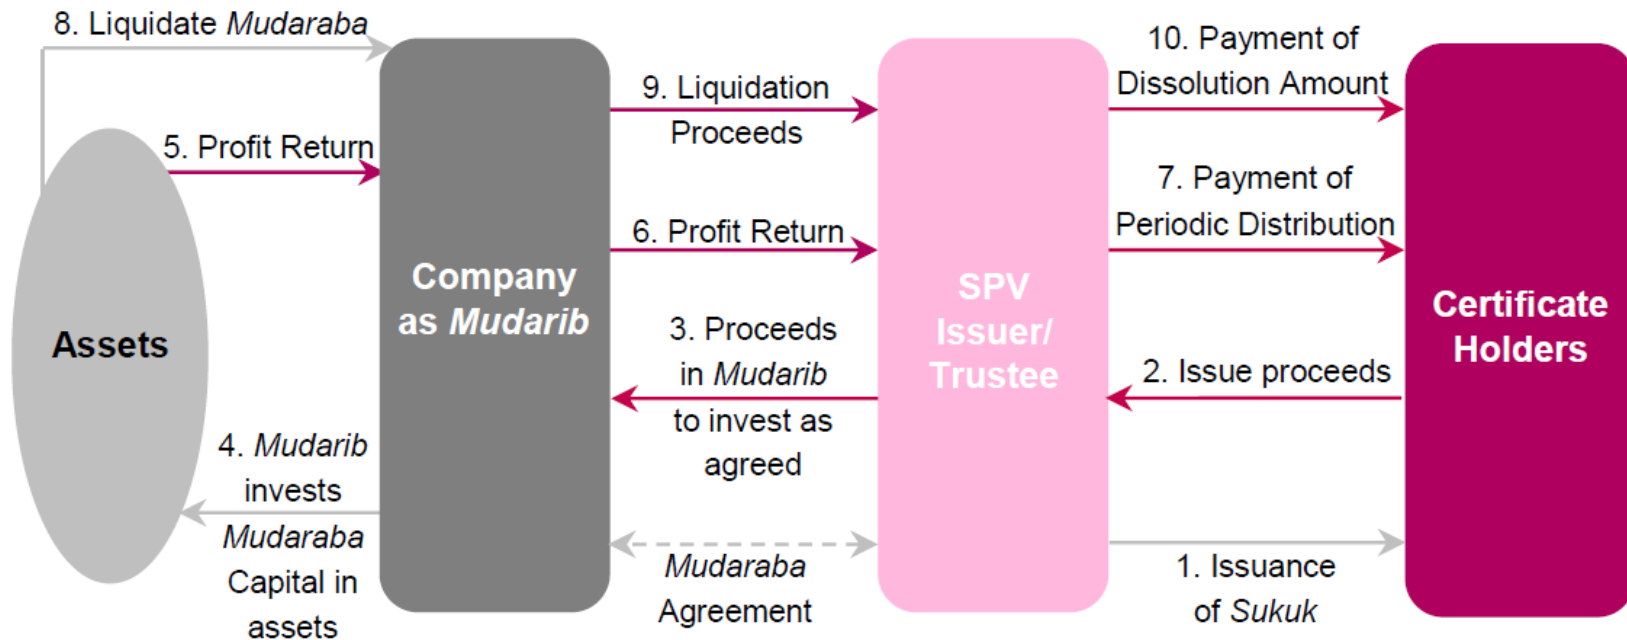 8. Liquidate Mudaraba
5. Profit Return
Assets
4. Mudarib
invests
Mudaraba
Capital in
assets
Company
as Mudarib
9. Liquidation
Proceeds
6. Profit Return
3. Proceeds
in Mudarib
to invest as
agreed
Mudaraba
Agreement
SPV
Issuer/
Trustee
10. Payment of
Dissolution Amount
7. Payment of
Periodic Distribution
2. Issue proceeds
1. Issuance
of Sukuk
Certificate
Holders